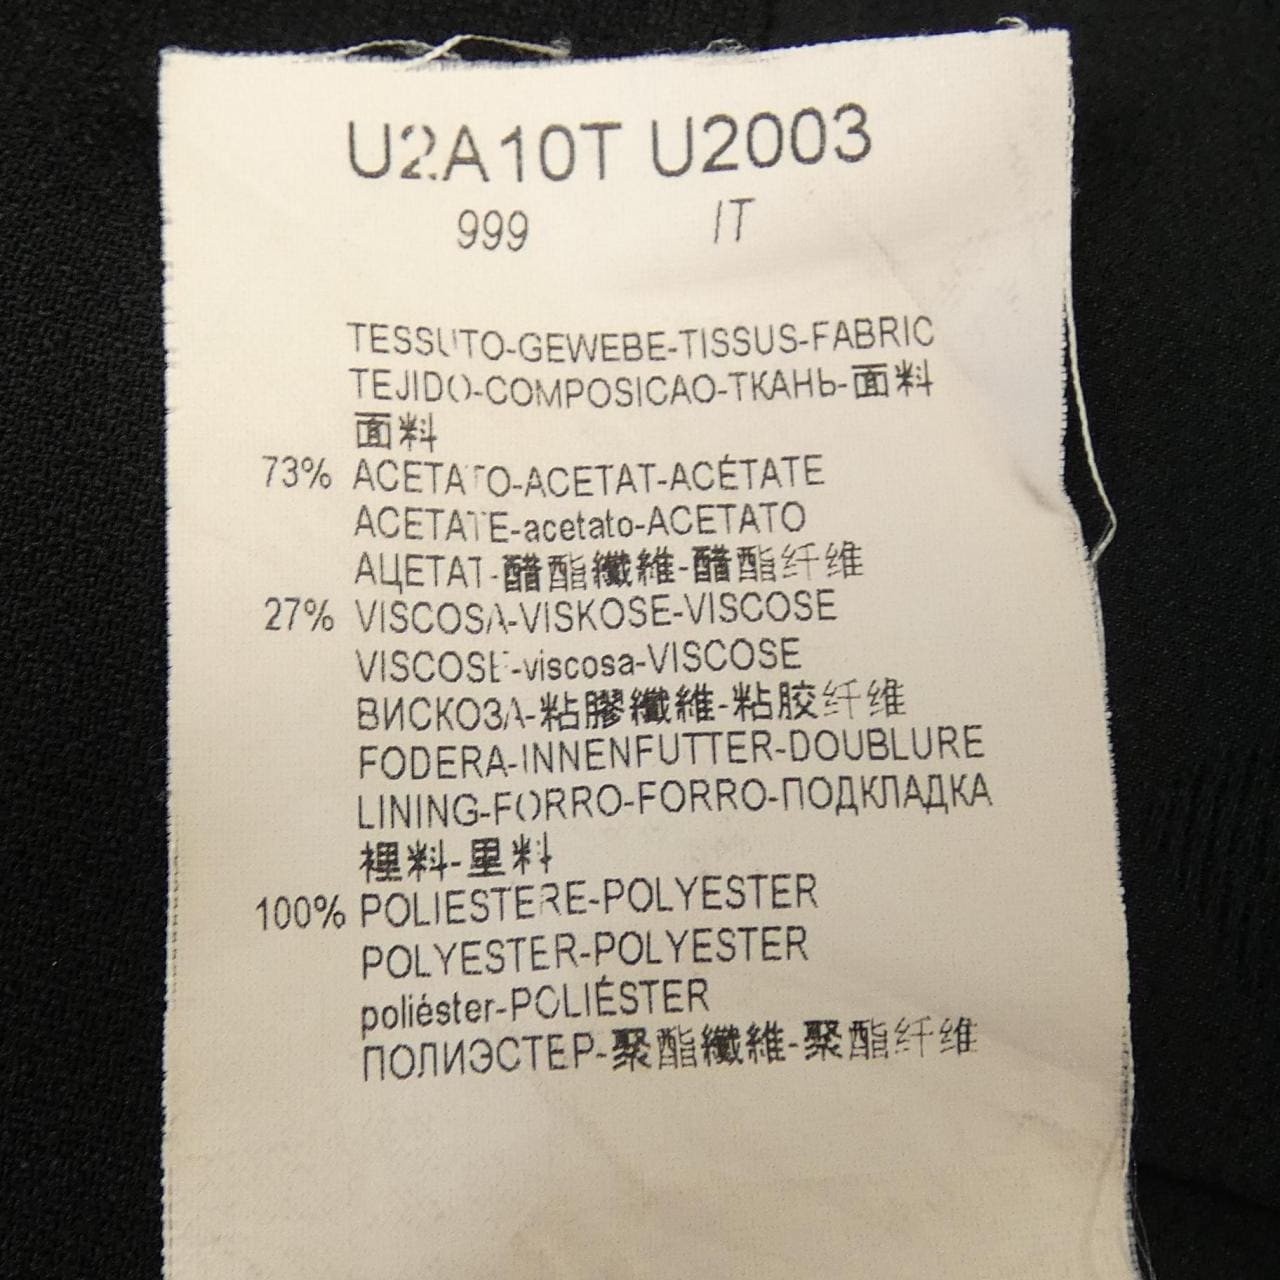 U2A10T U2003
999 IT
TESSUTO-GEWEBE-TISSUS-FABRIC
TEJIDO-COMPOSICAO-ТКАНЬ-面料
面料
73% ACETATO-ACETAT-ACÉTATE
ACETATE-acetato-ACETATO
АЦЕТАТ-醋酯纖維-醋酯纤维
27% VISCOSA-VISKOSE-VISCOSE
VISCOSE-viscosa-VISCOSE
ВИСКОЗА-粘膠纖維-粘胶纤维
FODERA-INNENFUTTER-DOUBLURE
LINING-FORRO-FORRO-ПОДКЛАДКА
裡料-里料
100% POLIESTERE-POLYESTER
POLYESTER-POLYESTER
poliéster-POLIÉSTER
ПОЛИЭСТЕР-聚酯纖維-聚酯纤维